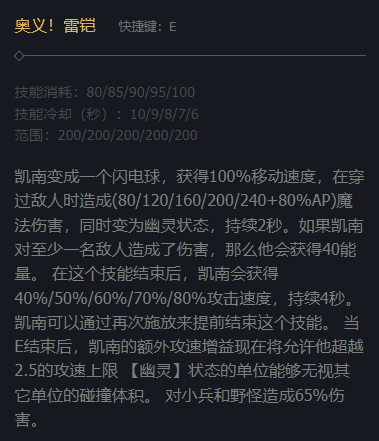 奥义！雷铠 快捷键：E
技能消耗：80/85/90/95/100
技能冷却（秒）：10/9/8/7/6
范围：200/200/200/200/200
凯南变成一个闪电球，获得100%移动速度，在穿
过敌人时造成(80/120/160/200/240+80%AP)魔
法伤害，同时变为幽灵状态，持续2秒。如果凯南
对至少一名敌人造成了伤害，那么他会获得40能
量。 在这个技能结束后，凯南会获得
40%/50%/60%/70%/80%攻击速度，持续4秒。
凯南可以通过再次施放来提前结束这个技能。 当
E结束后，凯南的额外攻速增益现在将允许他超越
2.5的攻速上限 【幽灵】状态的单位能够无视其
它单位的碰撞体积。 对小兵和野怪造成65%伤
害。